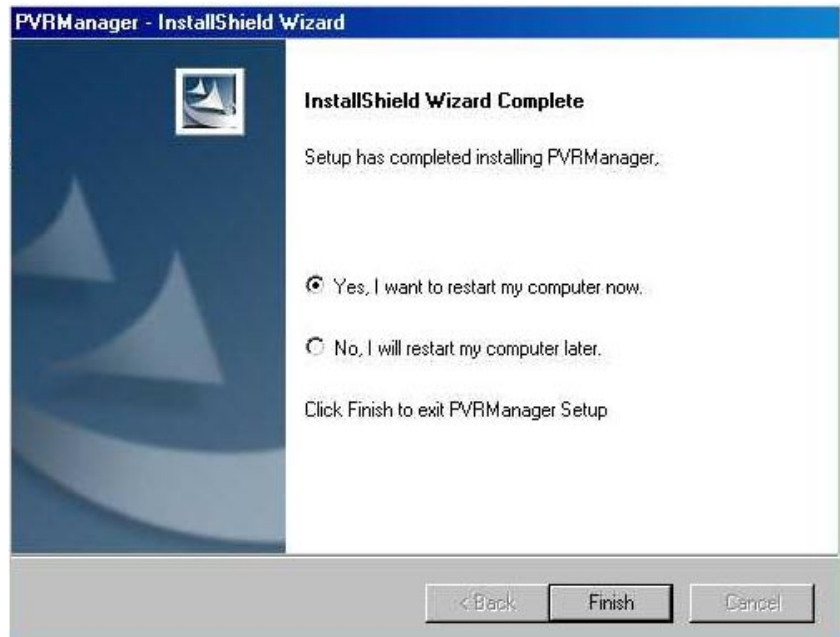 PVRManager - InstallShield Wizard
InstallShield Wizard Complete
Setup has completed installing PVRManager.
Yes, I want to restart my computer now.
No, I will restart my computer later.
Click Finish to exit PVRManager Setup
< Back
Finish
Cancel